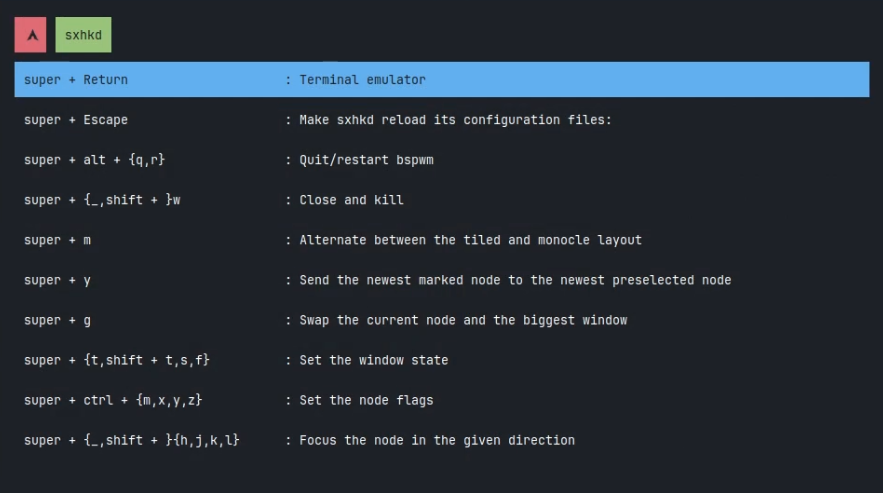 sxhkd
super + Return : Terminal emulator
super + Escape : Make sxhkd reload its configuration files:
super + alt + {q,r} : Quit/restart bspwm
super + {_,shift + }w : Close and kill
super + m : Alternate between the tiled and monocle layout
super + y : Send the newest marked node to the newest preselected node
super + g : Swap the current node and the biggest window
super + {t,shift + t,s,f} : Set the window state
super + ctrl + {m,x,y,z} : Set the node flags
super + {_,shift + }{h,j,k,l} : Focus the node in the given direction